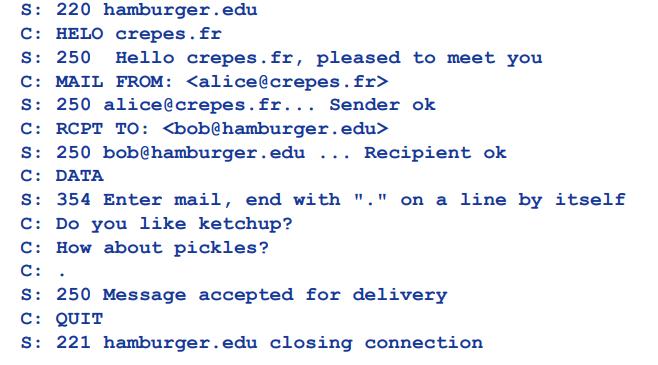 S: 220 hamburger.edu
C: HELO crepes.fr
S: 250  Hello crepes.fr, pleased to meet you
C: MAIL FROM: <alice@crepes.fr>
S: 250 alice@crepes.fr... Sender ok
C: RCPT TO: <bob@hamburger.edu>
S: 250 bob@hamburger.edu ... Recipient ok
C: DATA
S: 354 Enter mail, end with "." on a line by itself
C: Do you like ketchup?
C: How about pickles?
C: .
S: 250 Message accepted for delivery
C: QUIT
S: 221 hamburger.edu closing connection